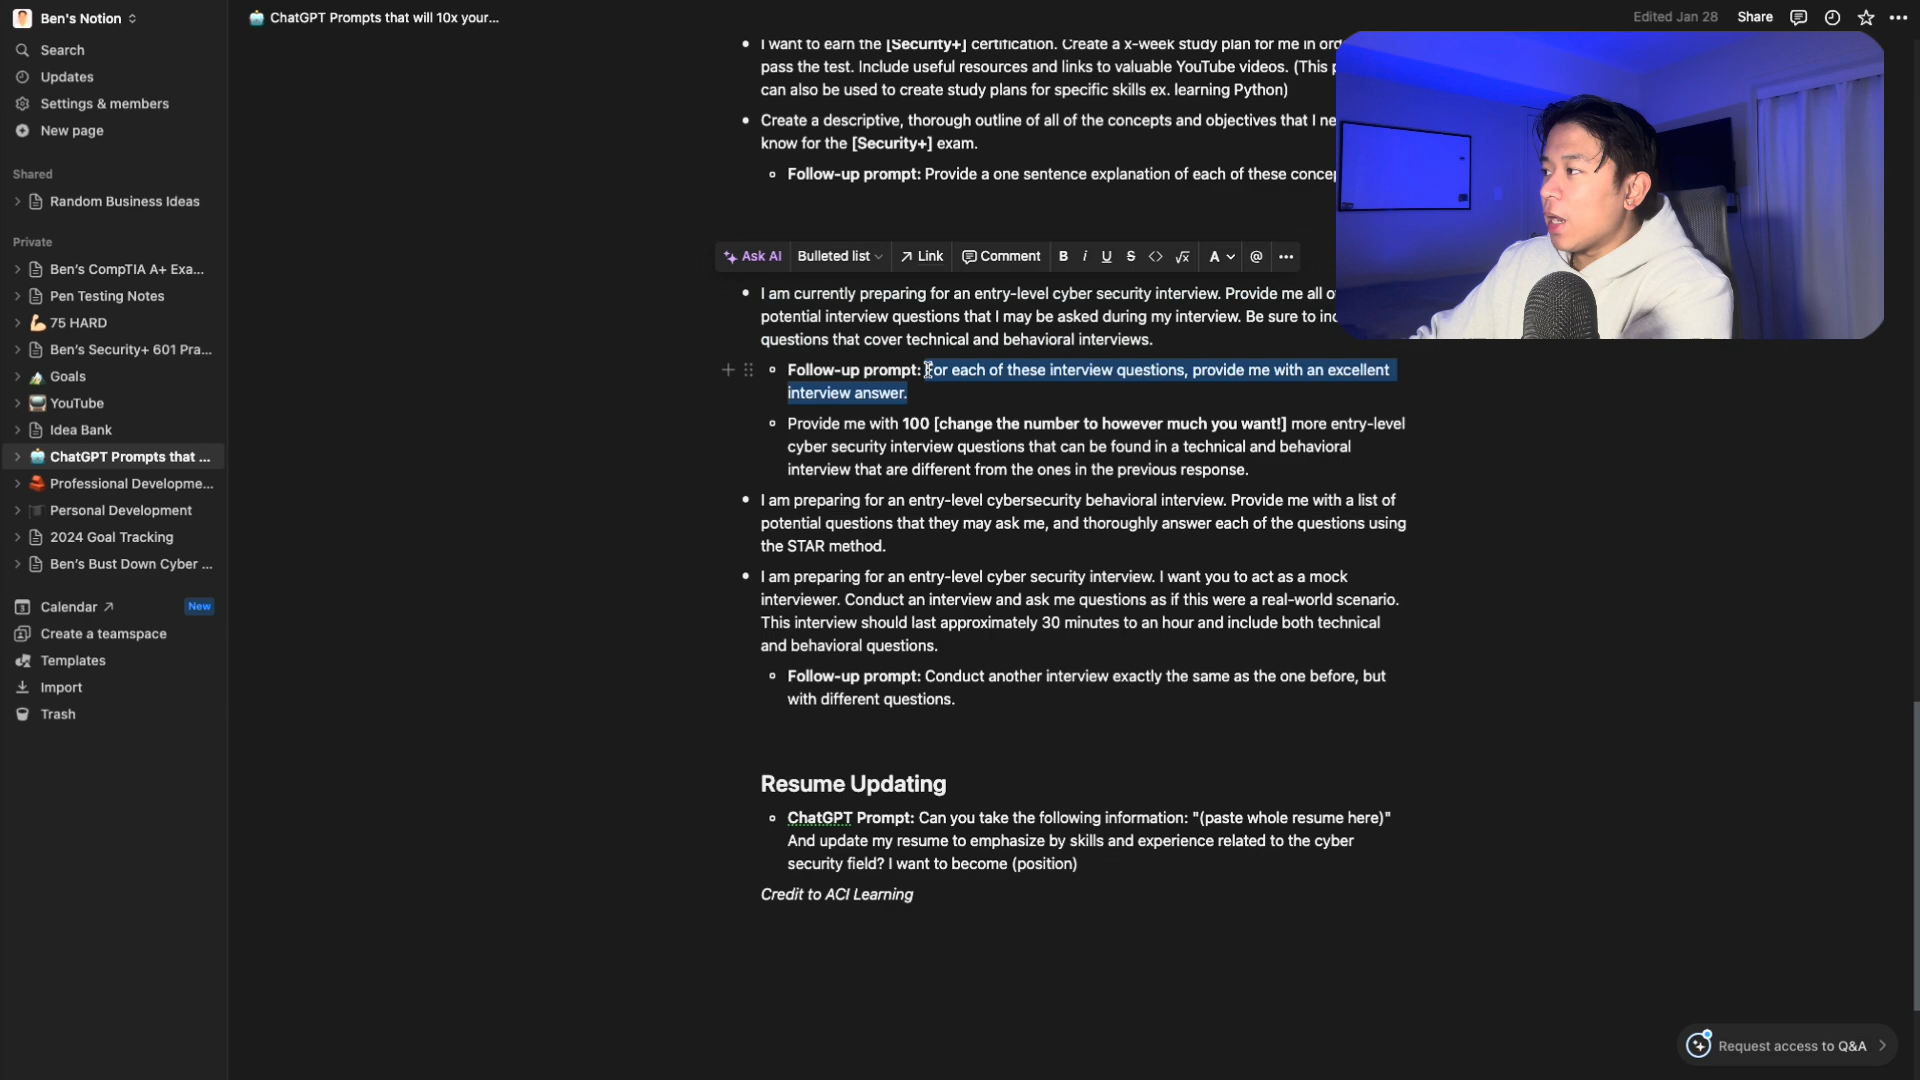 Ben's Notion
ChatGPT Prompts that will 10x your...
Edited Jan 28
Share
Search
Updates
Settings & members
New page
Shared
Random Business Ideas
Private
Ben's CompTIA A+ Exa...
Pen Testing Notes
75 HARD
Ben's Security+ 601 Pra...
Goals
YouTube
Idea Bank
ChatGPT Prompts that ...
Professional Developme...
Personal Development
2024 Goal Tracking
Ben's Bust Down Cyber ...
Calendar
New
Create a teamspace
Templates
Import
Trash
I want to earn the [Security+] certification. Create a x-week study plan for me in
pass the test. Include useful resources and links to valuable YouTube videos. (This
can also be used to create study plans for specific skills ex. learning Python)
Create a descriptive, thorough outline of all of the concepts and objectives that I
know for the [Security+] exam.
Follow-up prompt: Provide a one sentence explanation of each of these
Ask AI
Bulleted list
Link
Comment
B i U S <> √x A @ •••
I am currently preparing for an entry-level cyber security interview. Provide me all
potential interview questions that I may be asked during my interview. Be sure to
questions that cover technical and behavioral interviews.
Follow-up prompt: For each of these interview questions, provide me with an excellent
interview answer.
Provide me with 100 [change the number to however much you want!] more entry-level
cyber security interview questions that can be found in a technical and behavioral
interview that are different from the ones in the previous response.
I am preparing for an entry-level cybersecurity behavioral interview. Provide me with a list of
potential questions that they may ask me, and thoroughly answer each of the questions using
the STAR method.
I am preparing for an entry-level cyber security interview. I want you to act as a mock
interviewer. Conduct an interview and ask me questions as if this were a real-world scenario.
This interview should last approximately 30 minutes to an hour and include both technical
and behavioral questions.
Follow-up prompt: Conduct another interview exactly the same as the one before, but
with different questions.
Resume Updating
ChatGPT Prompt: Can you take the following information: "(paste whole resume here)"
And update my resume to emphasize by skills and experience related to the cyber
security field? I want to become (position)
Credit to ACI Learning
Request access to Q&A